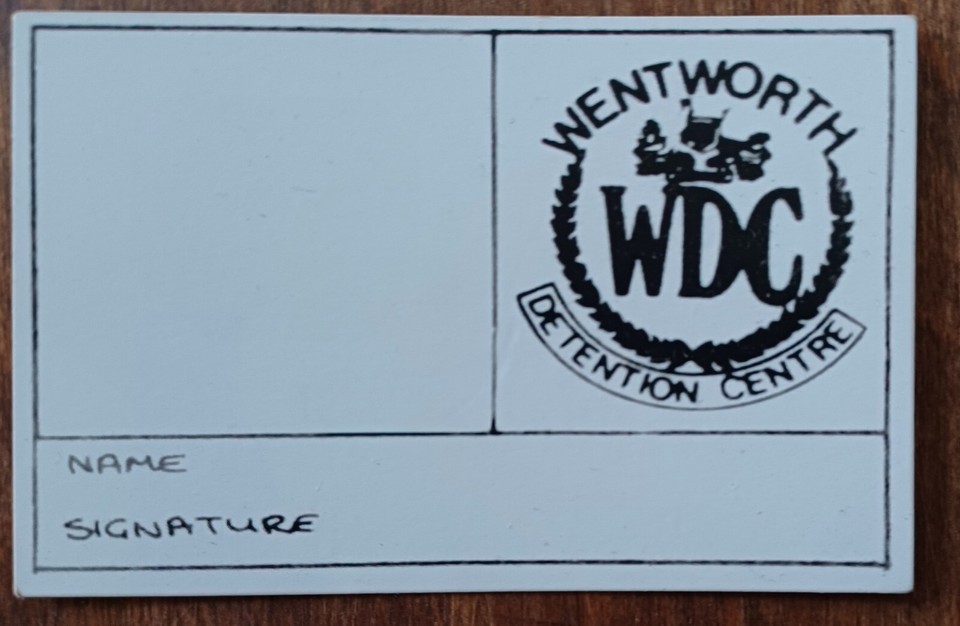 WENTWORTH
WDC
DETENTION CENTRE
NAME
SIGNATURE